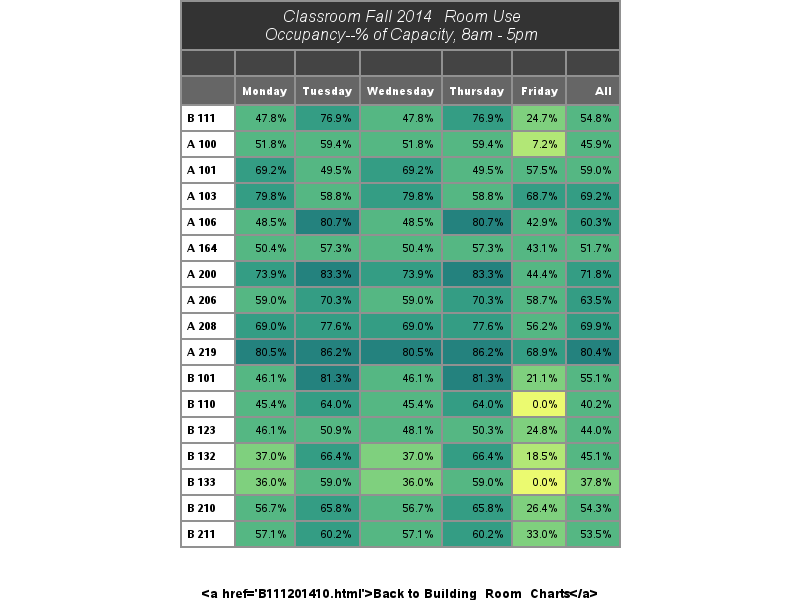 Classroom Fall 2014   Room Use
Occupancy--% of Capacity, 8am - 5pm
Monday Tuesday Wednesday Thursday Friday All
B 111 47.8% 76.9% 47.8% 76.9% 24.7% 54.8%
A 100 51.8% 59.4% 51.8% 59.4% 7.2% 45.9%
A 101 69.2% 49.5% 69.2% 49.5% 57.5% 59.0%
A 103 79.8% 58.8% 79.8% 58.8% 68.7% 69.2%
A 106 48.5% 80.7% 48.5% 80.7% 42.9% 60.3%
A 164 50.4% 57.3% 50.4% 57.3% 43.1% 51.7%
A 200 73.9% 83.3% 73.9% 83.3% 44.4% 71.8%
A 206 59.0% 70.3% 59.0% 70.3% 58.7% 63.5%
A 208 69.0% 77.6% 69.0% 77.6% 56.2% 69.9%
A 219 80.5% 86.2% 80.5% 86.2% 68.9% 80.4%
B 101 46.1% 81.3% 46.1% 81.3% 21.1% 55.1%
B 110 45.4% 64.0% 45.4% 64.0% 0.0% 40.2%
B 123 46.1% 50.9% 48.1% 50.3% 24.8% 44.0%
B 132 37.0% 66.4% 37.0% 66.4% 18.5% 45.1%
B 133 36.0% 59.0% 36.0% 59.0% 0.0% 37.8%
B 210 56.7% 65.8% 56.7% 65.8% 26.4% 54.3%
B 211 57.1% 60.2% 57.1% 60.2% 33.0% 53.5%
<a href='B111201410.html'>Back to Building  Room  Charts</a>